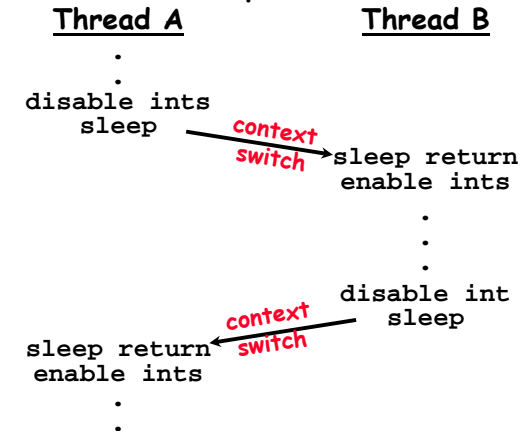 Thread A
Thread B
.
.
disable ints
sleep
context
switch
sleep return
enable ints
.
.
.
disable int
sleep
context
switch
sleep return
enable ints
.
.